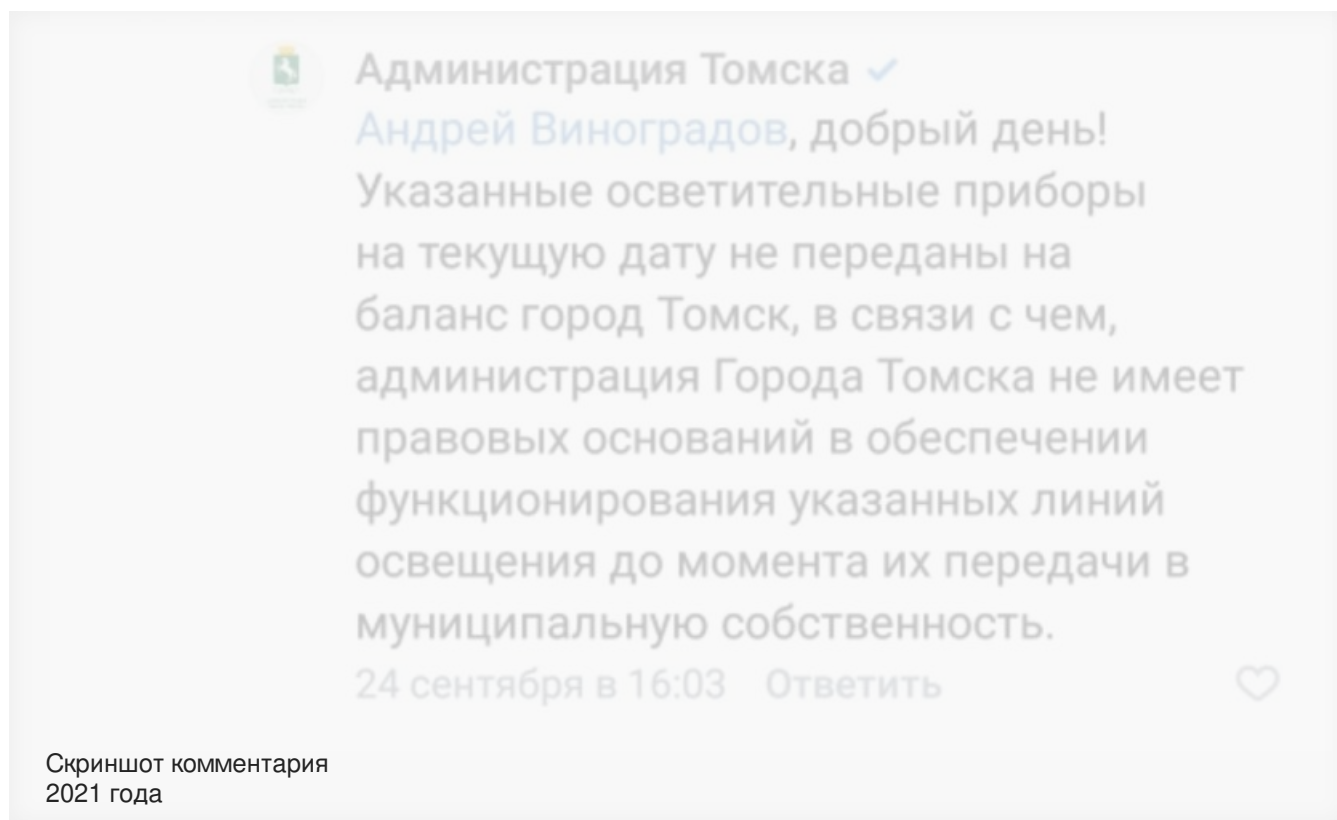 Администрация Томска
Андрей Виноградов, добрый день!
Указанные осветительные приборы
на текущую дату не переданы на
баланс город Томск, в связи с чем,
администрация Города Томска не имеет
правовых оснований в обеспечении
функционирования указанных линий
освещения до момента их передачи в
муниципальную собственность.
24 сентября в 16:03 Ответить
Скриншот комментария
2021 года